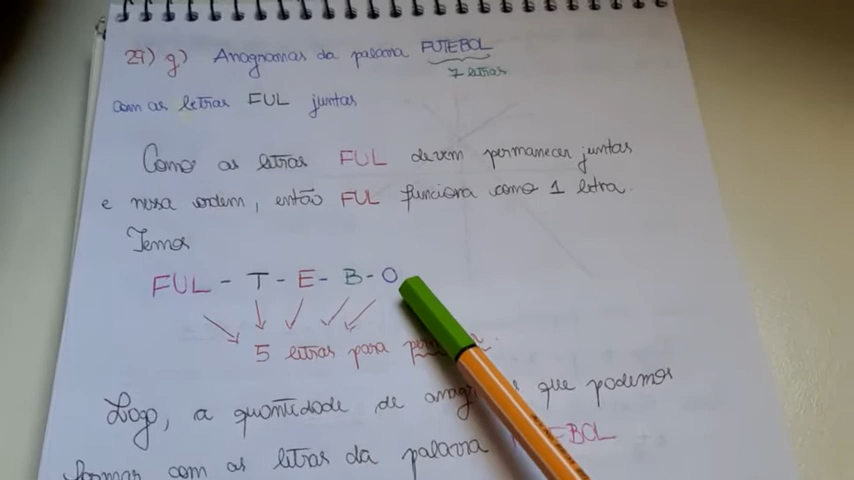 29) g) Anagramas da palavra FUTEBOL
7 letras
com as letras FUL juntas
Como as letras FUL devem permanecer juntas
e nessa ordem, então FUL funciona como 1 letra.
Temos
FUL - T - E - B - O
5 letras para
Logo, a quantidade de que podemos
formar com as letras da palavra